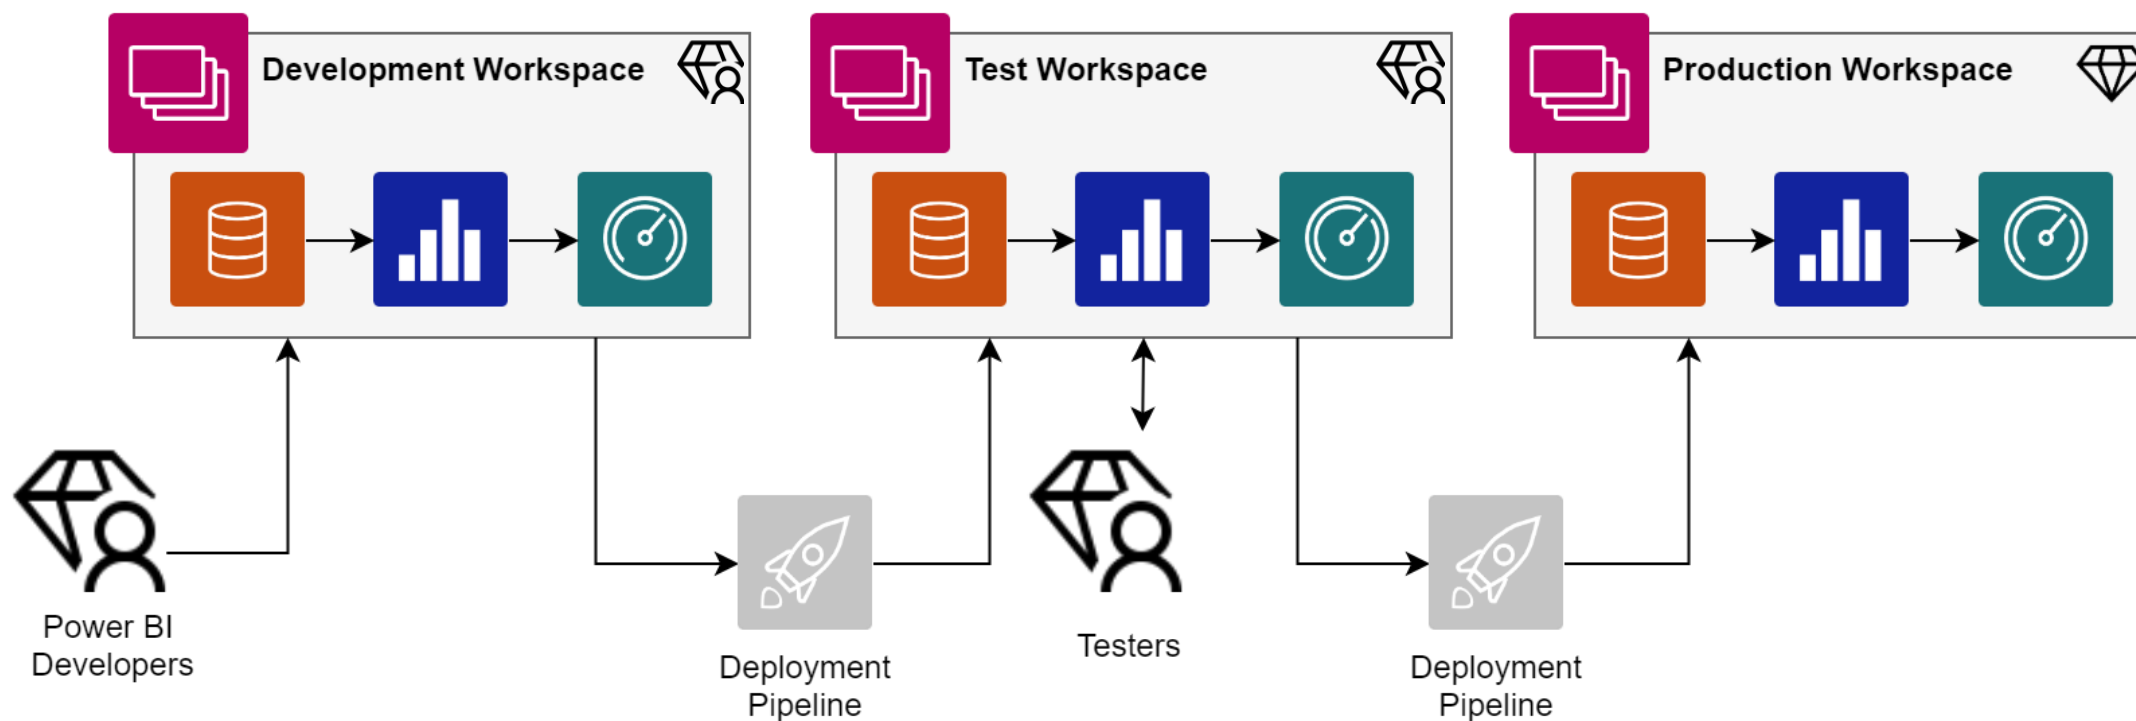 Development Workspace
Test Workspace
Production Workspace
Power BI
Developers
Deployment
Pipeline
Testers
Deployment
Pipeline